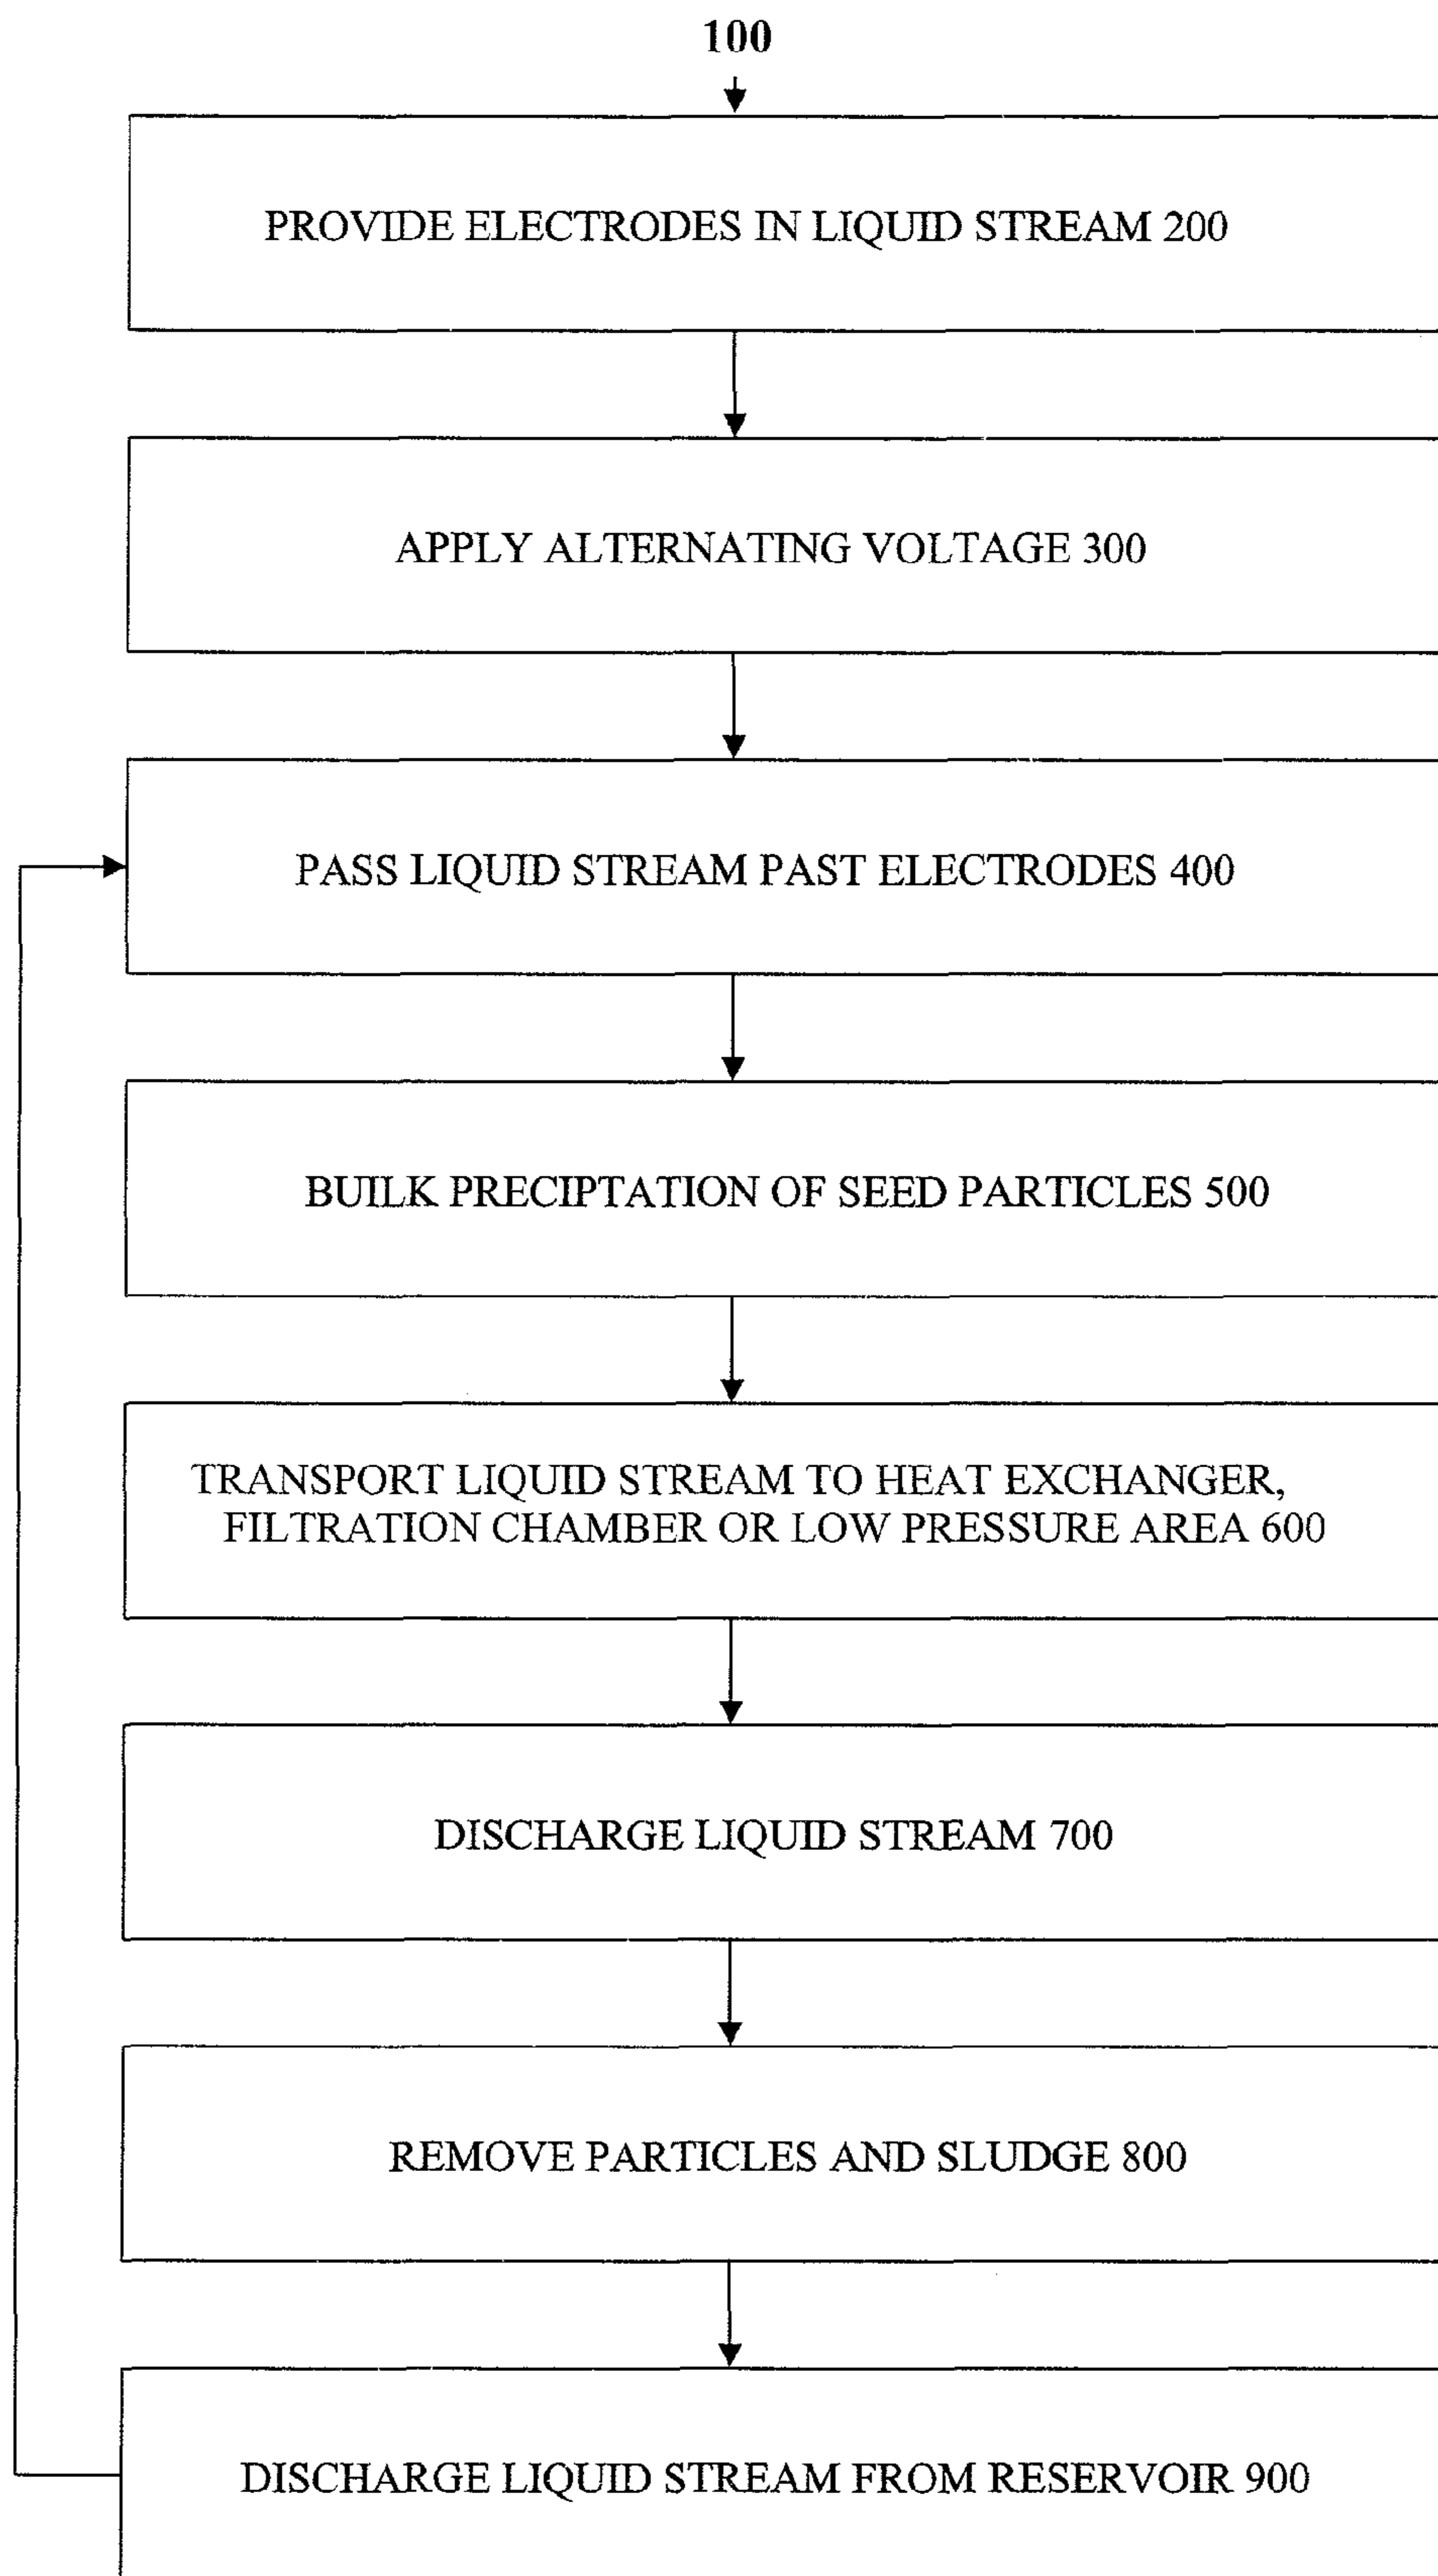 100
PROVIDE ELECTRODES IN LIQUID STREAM 200
APPLY ALTERNATING VOLTAGE 300
PASS LIQUID STREAM PAST ELECTRODES 400
BUILK PRECIPTATION OF SEED PARTICLES 500
TRANSPORT LIQUID STREAM TO HEAT EXCHANGER,
FILTRATION CHAMBER OR LOW PRESSURE AREA 600
DISCHARGE LIQUID STREAM 700
REMOVE PARTICLES AND SLUDGE 800
DISCHARGE LIQUID STREAM FROM RESERVOIR 900